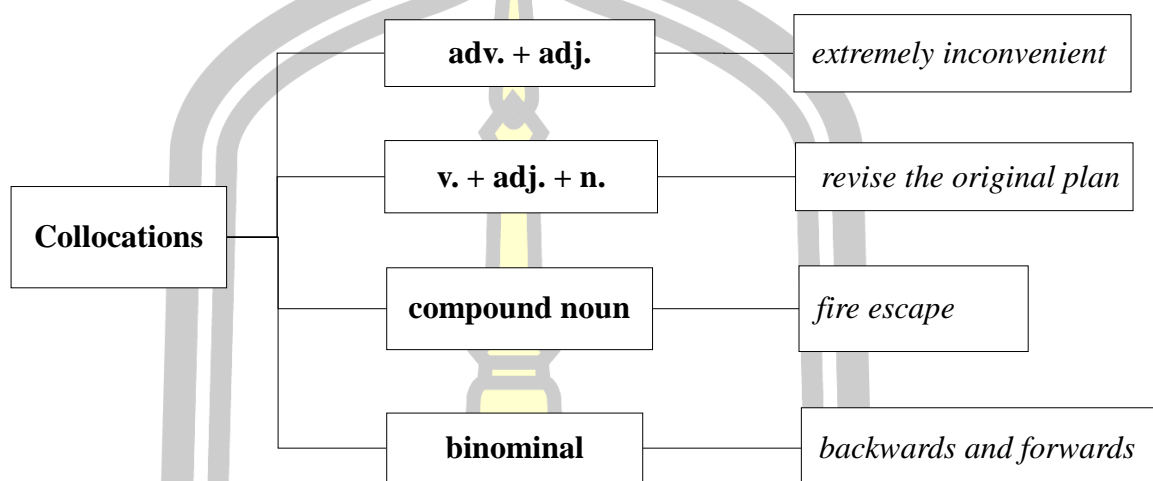 adv. + adj.
extremely inconvenient
v. + adj. + n.
revise the original plan
Collocations
compound noun
fire escape
binominal
backwards and forwards